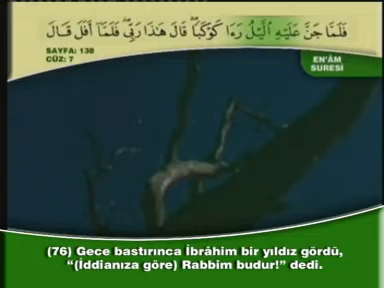 فَلَمَّا جَنَّ عَلَيْهِ الَّيْلُ رَءَا كَوْكَبًا ۖ قَالَ هَٰذَا رَبِّي ۖ فَلَمَّآ أَفَلَ قَالَ
SAYFA: 130
CÜZ: 7
EN'ÂM
SURESİ
(76) Gece bastırınca İbrâhim bir yıldız gördü,
“(İddianıza göre) Rabbim budur!” dedi.